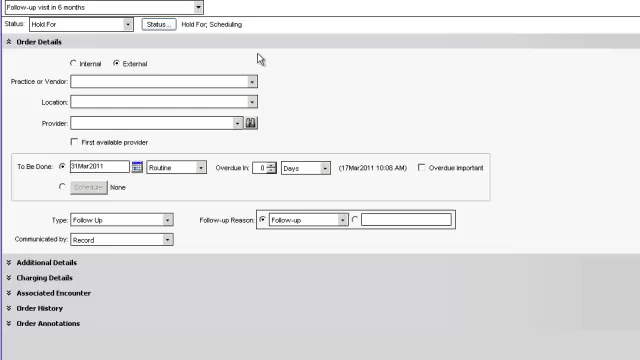 Follow-up visit in 6 months
Status: Hold For Status... Hold For; Scheduling
Order Details
Internal External
Practice or Vendor:
Location:
Provider:
First available provider
To Be Done: 31Mar2011 Routine Overdue In: 0 Days (17Mar2011 10:08 AM) Overdue Important
Schedule None
Type: Follow Up Follow-up Reason: Follow-up
Communicated by: Record
Additional Details
Charging Details
Associated Encounter
Order History
Order Annotations